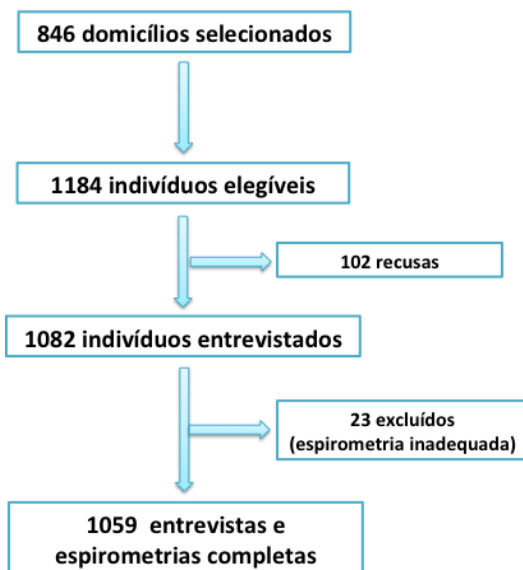 846 domicílios selecionados
1184 indivíduos elegíveis
102 recusas
1082 indivíduos entrevistados
23 excluídos
(espirometria inadequada)
1059 entrevistas e
espirometrias completas